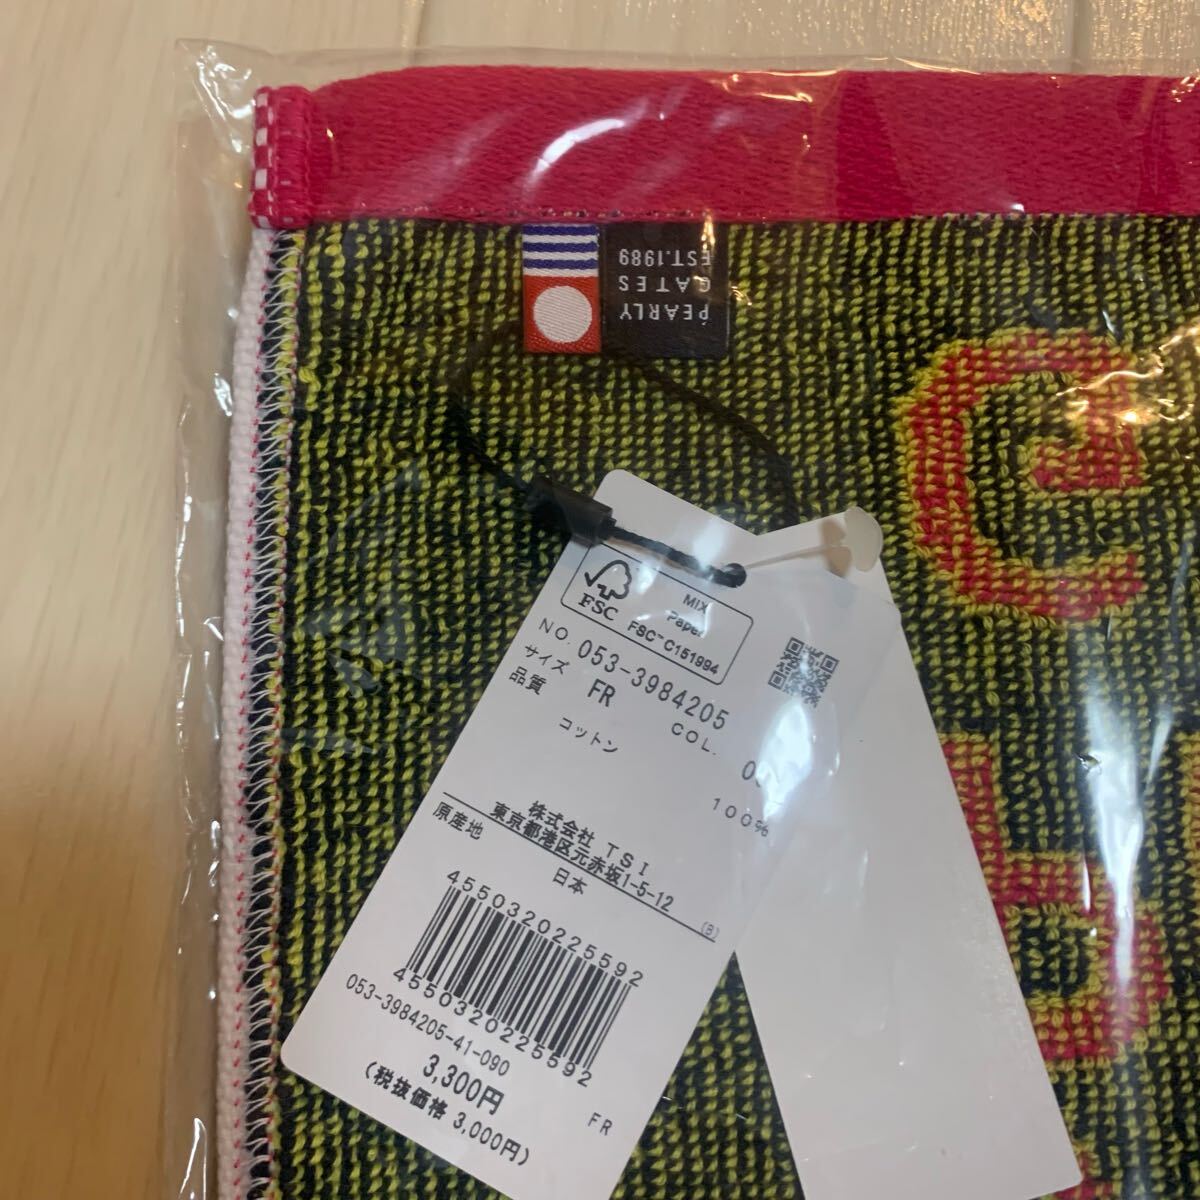 PEARLY
GATES
EST.1989
FSC
MIX
Paper
FSC™ C151994
NO. 053-3984205
サイズ FR COL.
品質
コットン 100%
株式会社 TSI
東京都港区元赤坂1-5-12
原産地 日本 (B)
4550320225592
4550320225592
053-3984205-41-090
3,300円
(税抜価格 3,000円)
FR